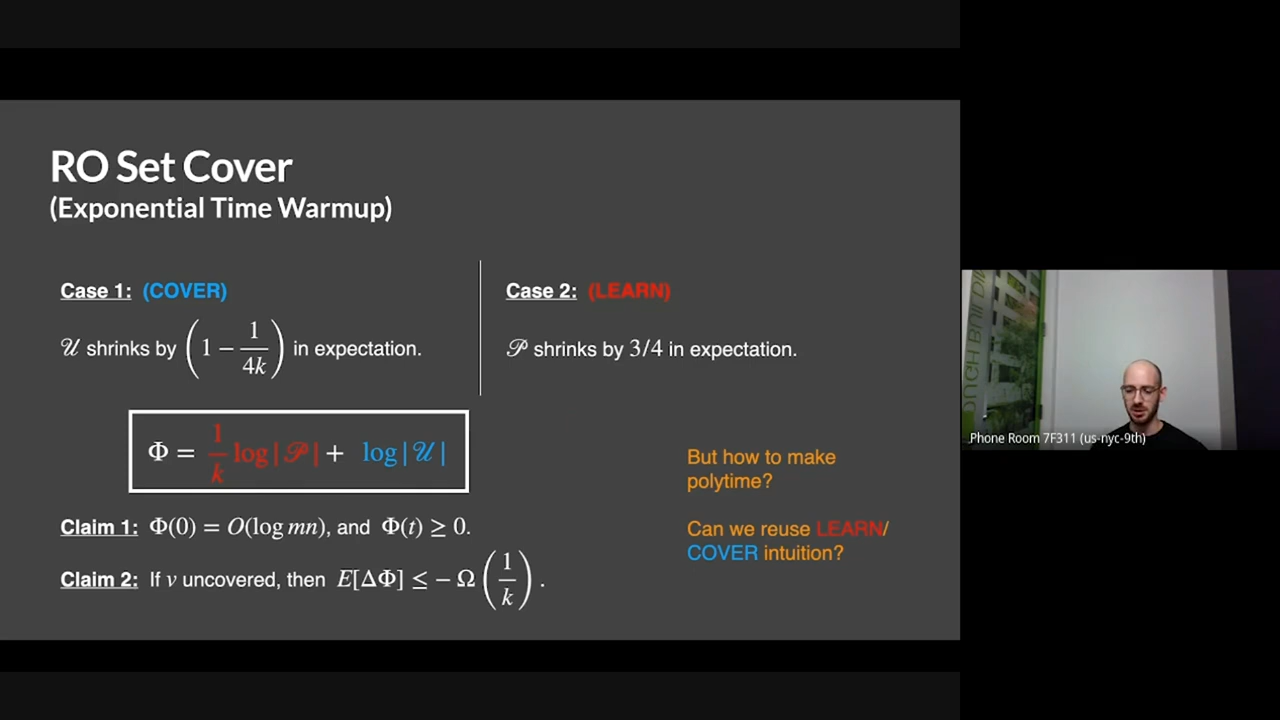 RO Set Cover
(Exponential Time Warmup)
Case 1: (COVER)
𝒰 shrinks by (1 − 1/4k) in expectation.
Case 2: (LEARN)
𝒫 shrinks by 3/4 in expectation.
Φ = 1/k log|𝒫| + log|𝒰|
Claim 1: Φ(0) = O(log mn), and Φ(t) ≥ 0.
Claim 2: If v uncovered, then E[ΔΦ] ≤ − Ω(1/k).
But how to make
polytime?
Can we reuse LEARN/
COVER intuition?
Phone Room 7F311 (us-nyc-9th)